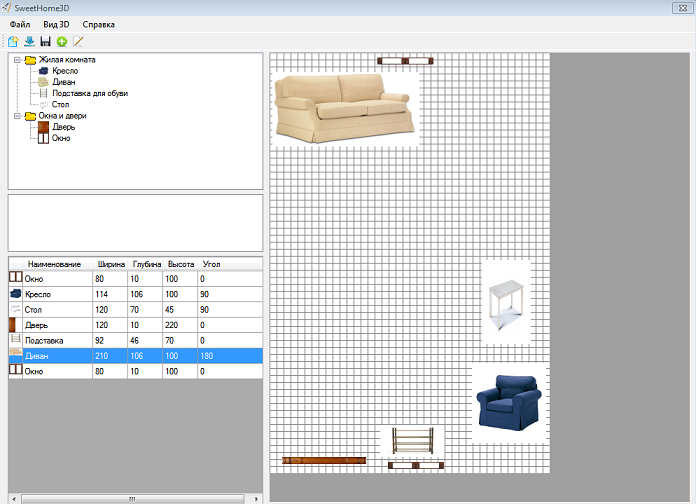 SweetHome3D
Файл Вид 3D Справка
Жилая комната
Кресло
Диван
Подставка для обуви
Стол
Окна и двери
Дверь
Окно
Наименование Ширина Глубина Высота Угол
Окно 80 10 100 0
Кресло 114 106 100 90
Стол 120 70 45 90
Дверь 120 10 220 0
Подставка 92 46 70 0
Диван 210 106 100 180
Окно 80 10 100 0